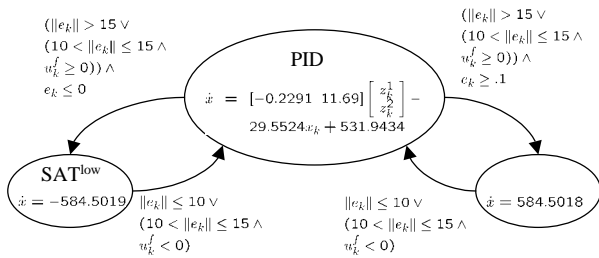 (‖e_k‖ > 15 ∨
(10 < ‖e_k‖ ≤ 15 ∧
u_k^f ≥ 0)) ∧
e_k ≤ 0
PID
ẋ = [−0.2291 11.69] [z_k^1 z_k^2] −
29.5524x_k + 531.9434
(‖e_k‖ > 15 ∨
(10 < ‖e_k‖ ≤ 15 ∧
u_k^f ≥ 0)) ∧
e_k ≥ .1
SAT^low
ẋ = −584.5019
‖e_k‖ ≤ 10 ∨
(10 < ‖e_k‖ ≤ 15 ∧
u_k^f < 0)
‖e_k‖ ≤ 10 ∨
(10 < ‖e_k‖ ≤ 15 ∧
u_k^f < 0)
ẋ = 584.5018